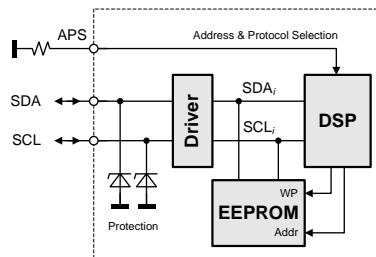 APS
Address & Protocol Selection
SDA
SCL
Driver
SDAi
SCLi
DSP
WP
EEPROM
Addr
Protection